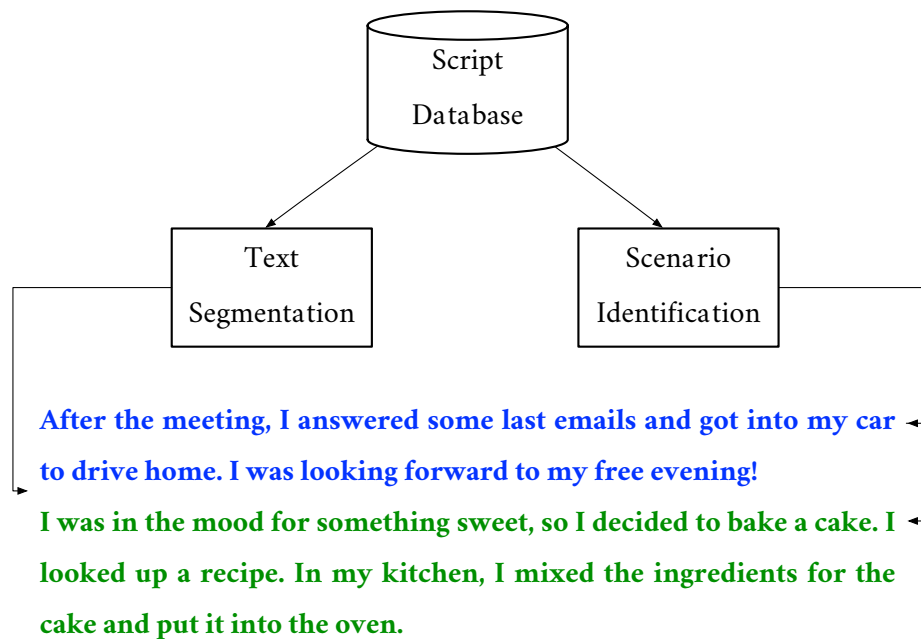 Script
Database
Text
Segmentation
Scenario
Identification
After the meeting, I answered some last emails and got into my car
to drive home. I was looking forward to my free evening!
I was in the mood for something sweet, so I decided to bake a cake. I
looked up a recipe. In my kitchen, I mixed the ingredients for the
cake and put it into the oven.